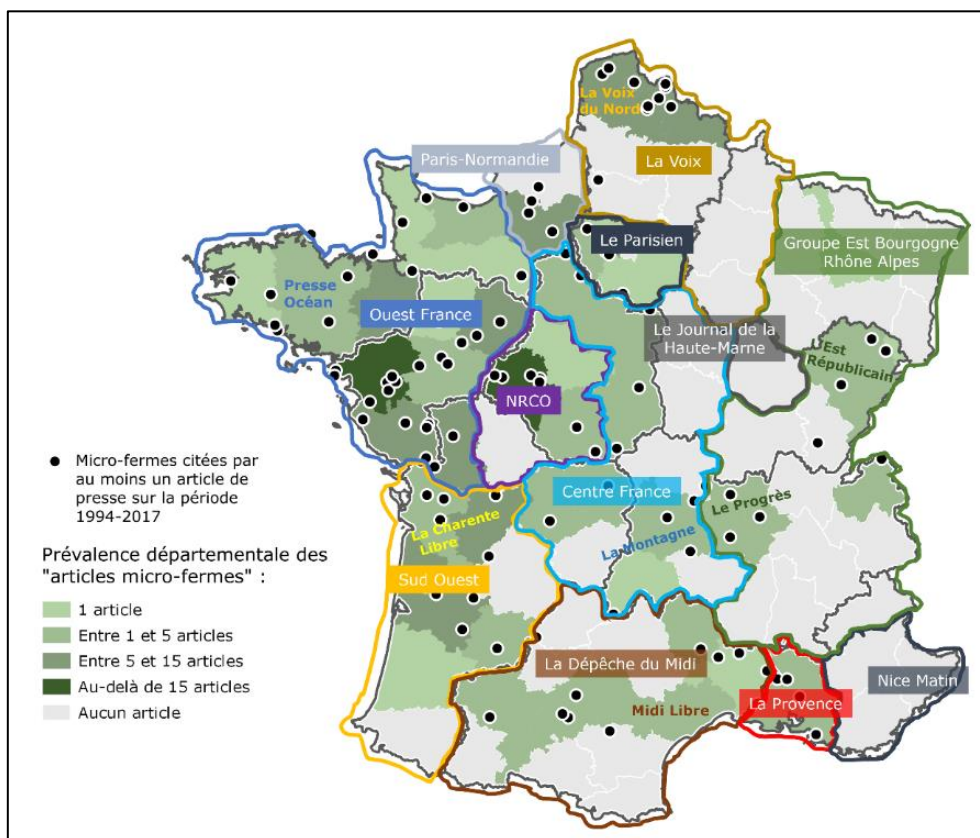 La Voix
du Nord
Paris-Normandie
La Voix
Le Parisien
Groupe Est Bourgogne
Rhône Alpes
Presse
Océan
Ouest France
Le Journal de la
Haute-Marne
Est
Républicain
NRCO
Micro-fermes citées par
au moins un article de
presse sur la période
1994-2017
Centre France
Le Progrès
La Charente
Libre
La Montagne
Prévalence départementale des
"articles micro-fermes" :
Sud Ouest
1 article
Entre 1 et 5 articles
Entre 5 et 15 articles
Au-delà de 15 articles
Aucun article
La Dépêche du Midi
Nice Matin
La Provence
Midi Libre